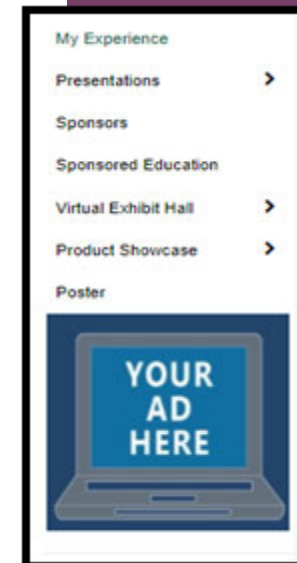 My Experience
Presentations
Sponsors
Sponsored Education
Virtual Exhibit Hall
Product Showcase
Poster
YOUR
AD
HERE